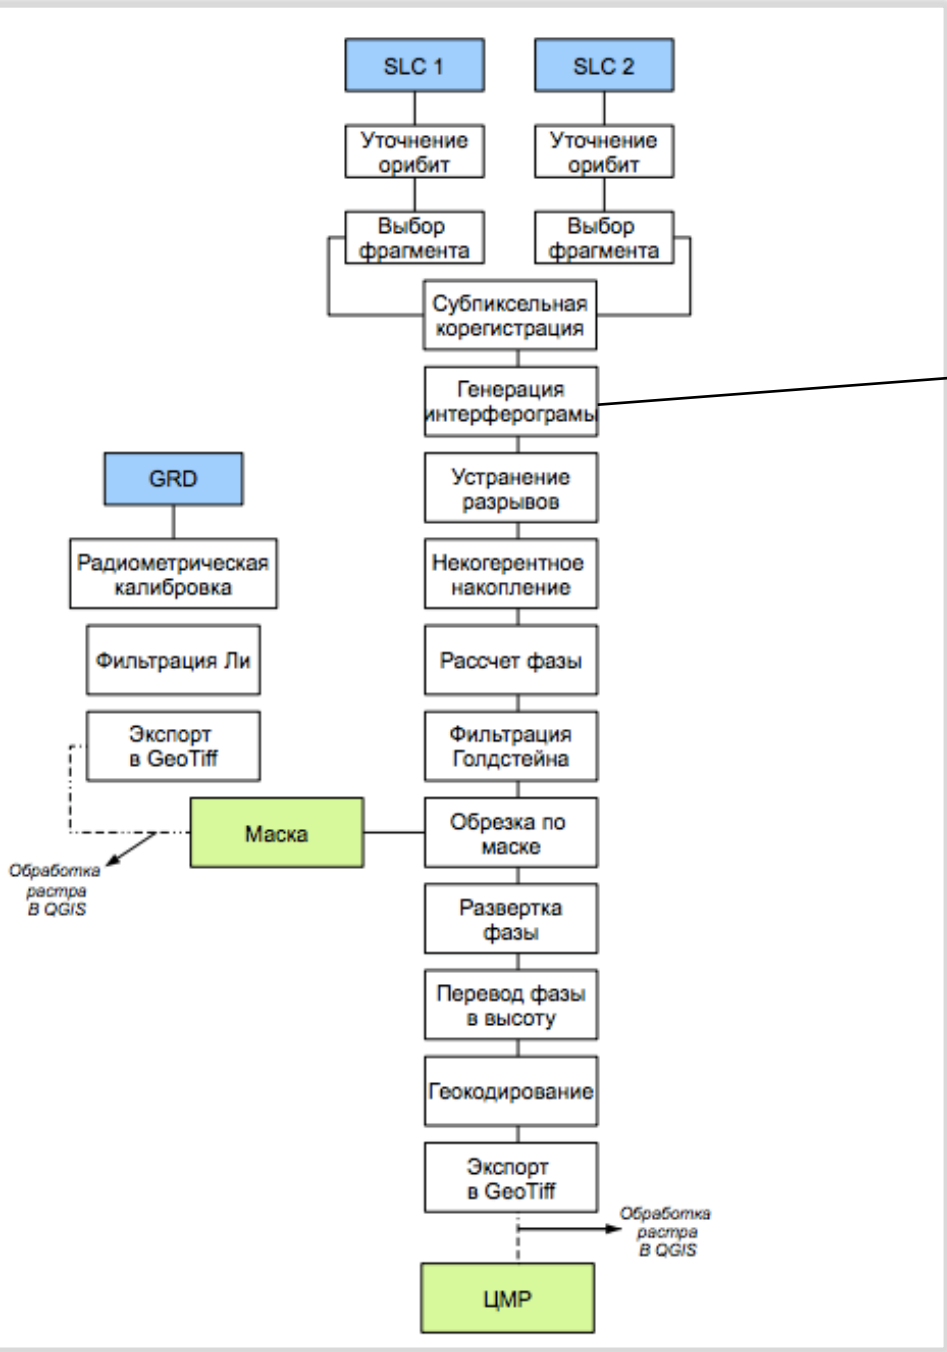 SLC 1
SLC 2
Уточнение
орибит
Уточнение
орибит
Выбор
фрагмента
Выбор
фрагмента
Субпиксельная
корегистрация
Генерация
интерферограмы
Устранение
разрывов
Некогерентное
накопление
Рассчет фазы
Фильтрация
Голдстейна
GRD
Радиометрическая
калибровка
Фильтрация Ли
Экспорт
в GeoTiff
Обработка
растра
В QGIS
Маска
Обрезка по
маске
Развертка
фазы
Перевод фазы
в высоту
Геокодирование
Экспорт
в GeoTiff
Обработка
растра
В QGIS
ЦМР